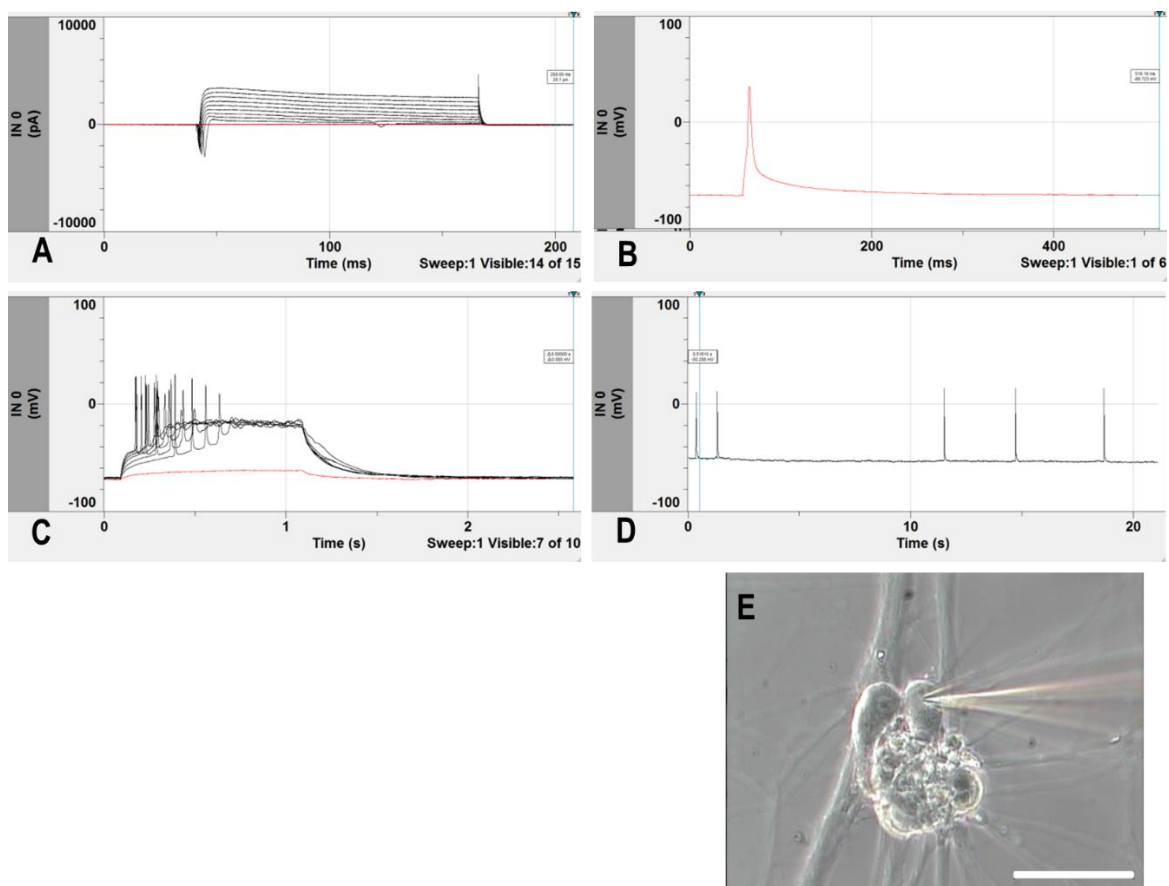 10000
IN 0
(pA)
0
-10000
0
100
200
Time (ms)
Sweep:1 Visible:14 of 15
A
100
IN 0
(mV)
0
-100
0
200
400
Time (ms)
Sweep:1 Visible:1 of 6
B
100
IN 0
(mV)
0
-100
0
1
2
Time (s)
Sweep:1 Visible:7 of 10
C
100
IN 0
(mV)
0
-100
0
10
20
Time (s)
D
E